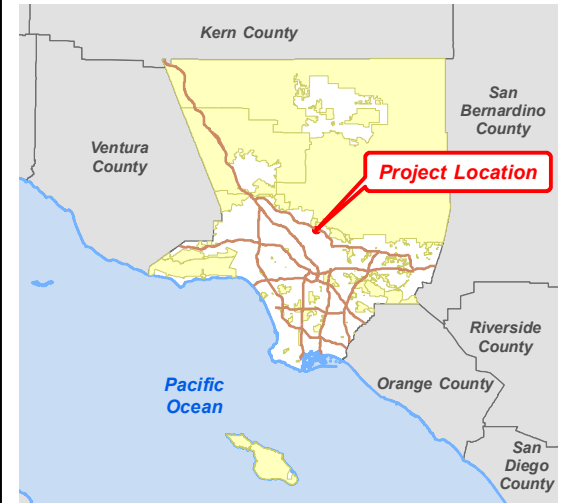 Kern County
San
Bernardino
County
Ventura
County
Project Location
Riverside
County
Pacific
Ocean
Orange County
San
Diego
County